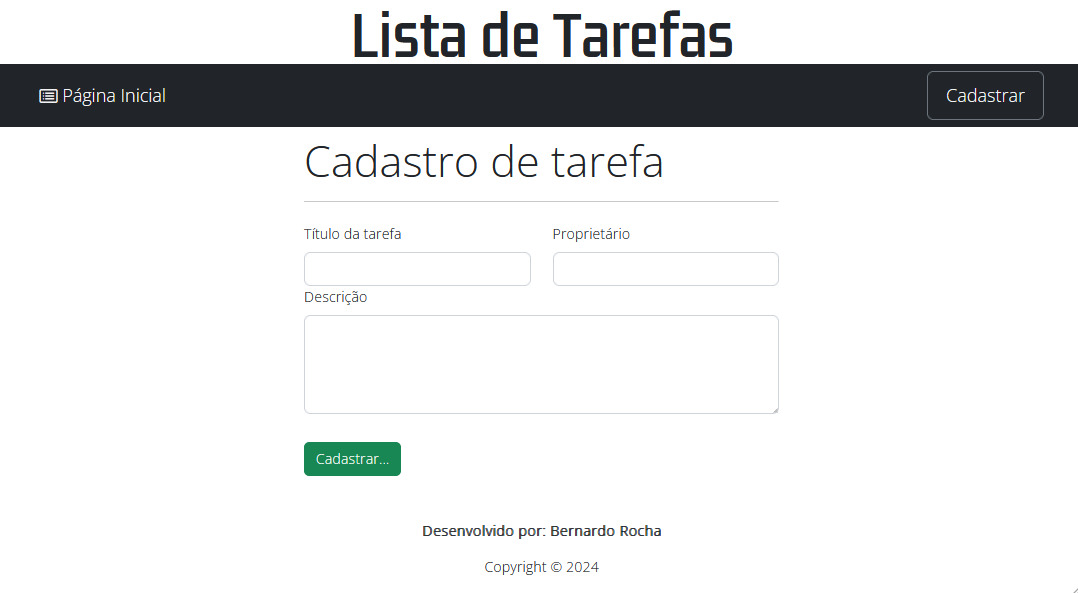 Lista de Tarefas
Página Inicial
Cadastrar
Cadastro de tarefa
Título da tarefa
Proprietário
Descrição
Cadastrar...
Desenvolvido por: Bernardo Rocha
Copyright © 2024